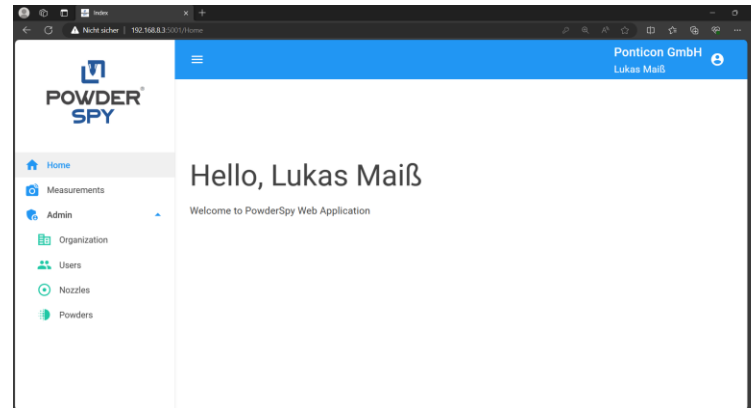 Index
Nicht sicher | 192.168.8.3:5001/Home
POWDER®
SPY
Ponticon GmbH
Lukas Maiß
Home
Measurements
Admin
Organization
Users
Nozzles
Powders
Hello, Lukas Maiß
Welcome to PowderSpy Web Application